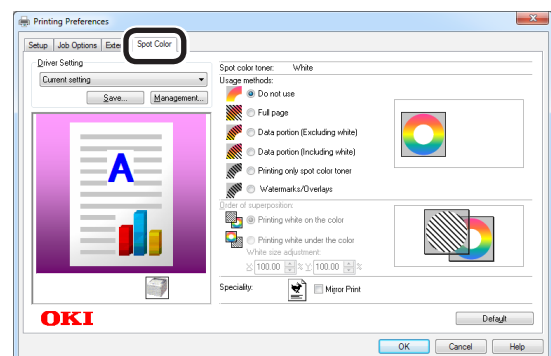 Printing Preferences
Setup
Job Options
Exte
Spot Color
Driver Setting
Current setting
Save...
Management...
A
OKI
Spot color toner: White
Usage methods:
Do not use
Full page
Data portion (Excluding white)
Data portion (Including white)
Printing only spot color toner
Watermarks/Overlays
Order of superposition:
Printing white on the color
Printing white under the color
White size adjustment:
X: 100.00 % Y: 100.00 %
Speciality:
Mirror Print
Default
OK
Cancel
Help